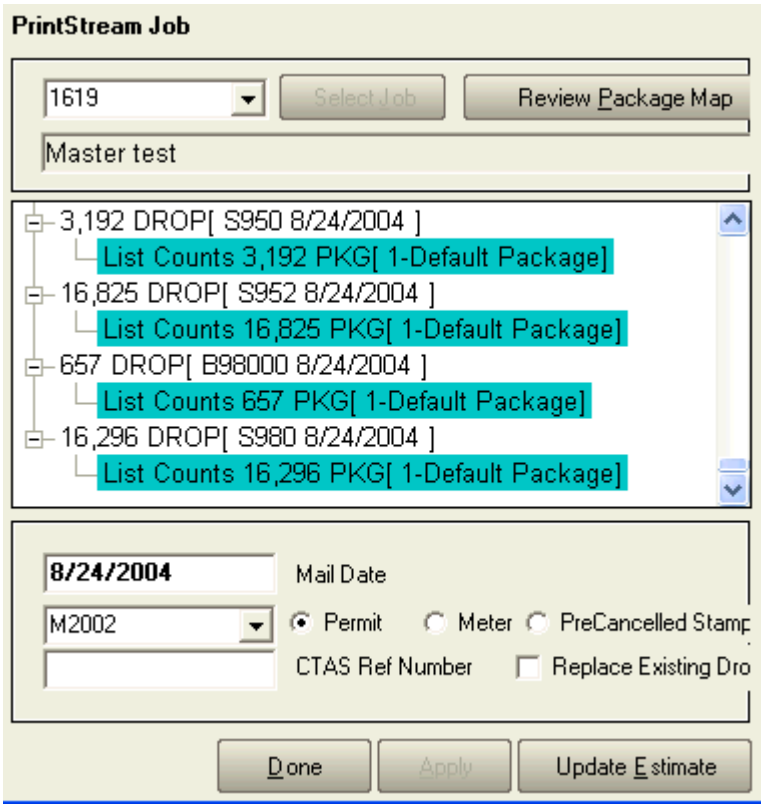 PrintStream Job
1619 Select Job Review Package Map
Master test
3,192 DROP[ S950 8/24/2004 ]
List Counts 3,192 PKG[ 1-Default Package]
16,825 DROP[ S952 8/24/2004 ]
List Counts 16,825 PKG[ 1-Default Package]
657 DROP[ B98000 8/24/2004 ]
List Counts 657 PKG[ 1-Default Package]
16,296 DROP[ S980 8/24/2004 ]
List Counts 16,296 PKG[ 1-Default Package]
8/24/2004 Mail Date
M2002 Permit Meter PreCancelled Stamp
CTAS Ref Number Replace Existing Dro
Done Apply Update Estimate